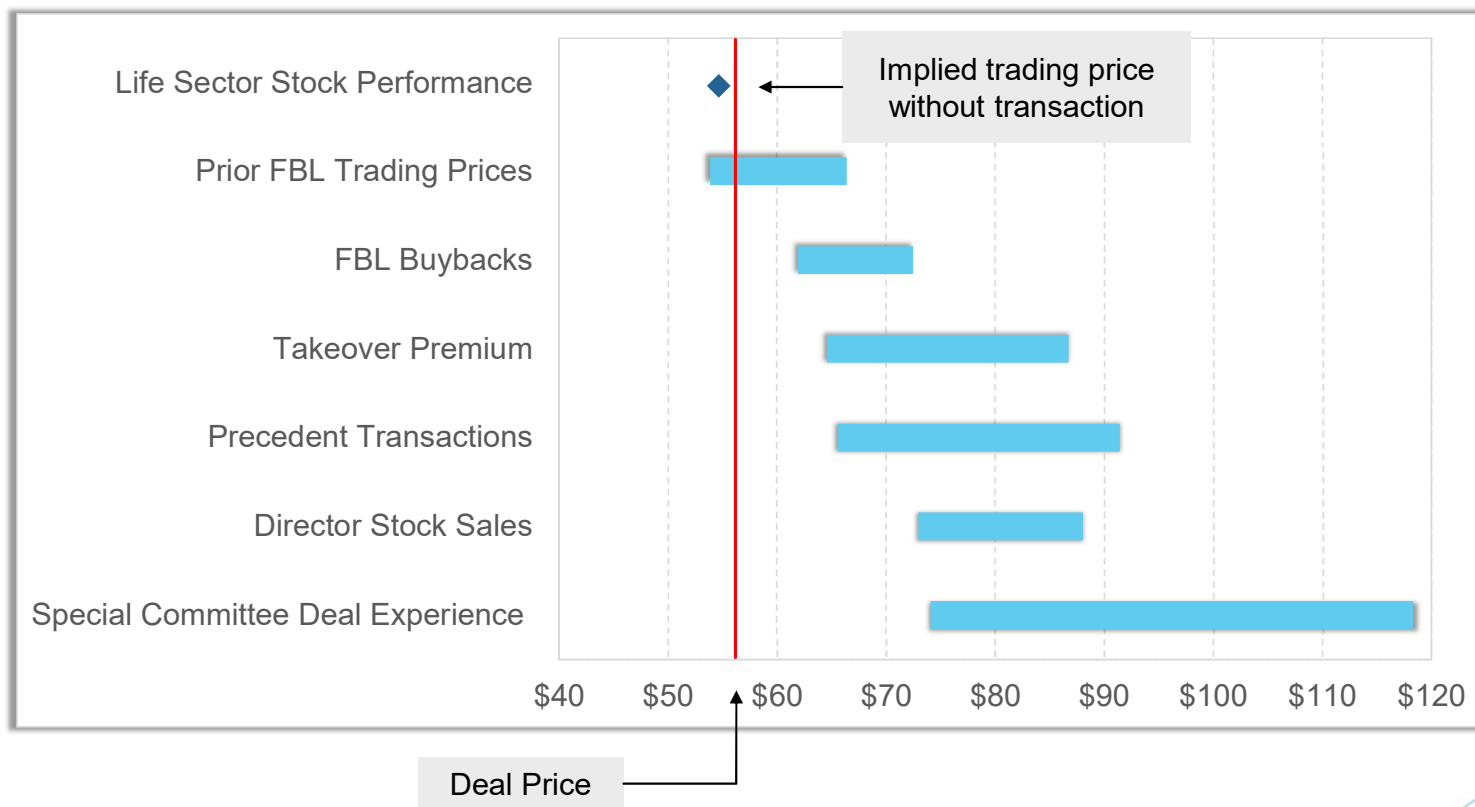 Life Sector Stock Performance
Implied trading price
without transaction
Prior FBL Trading Prices
FBL Buybacks
Takeover Premium
Precedent Transactions
Director Stock Sales
Special Committee Deal Experience
$40 $50 $60 $70 $80 $90 $100 $110 $120
Deal Price